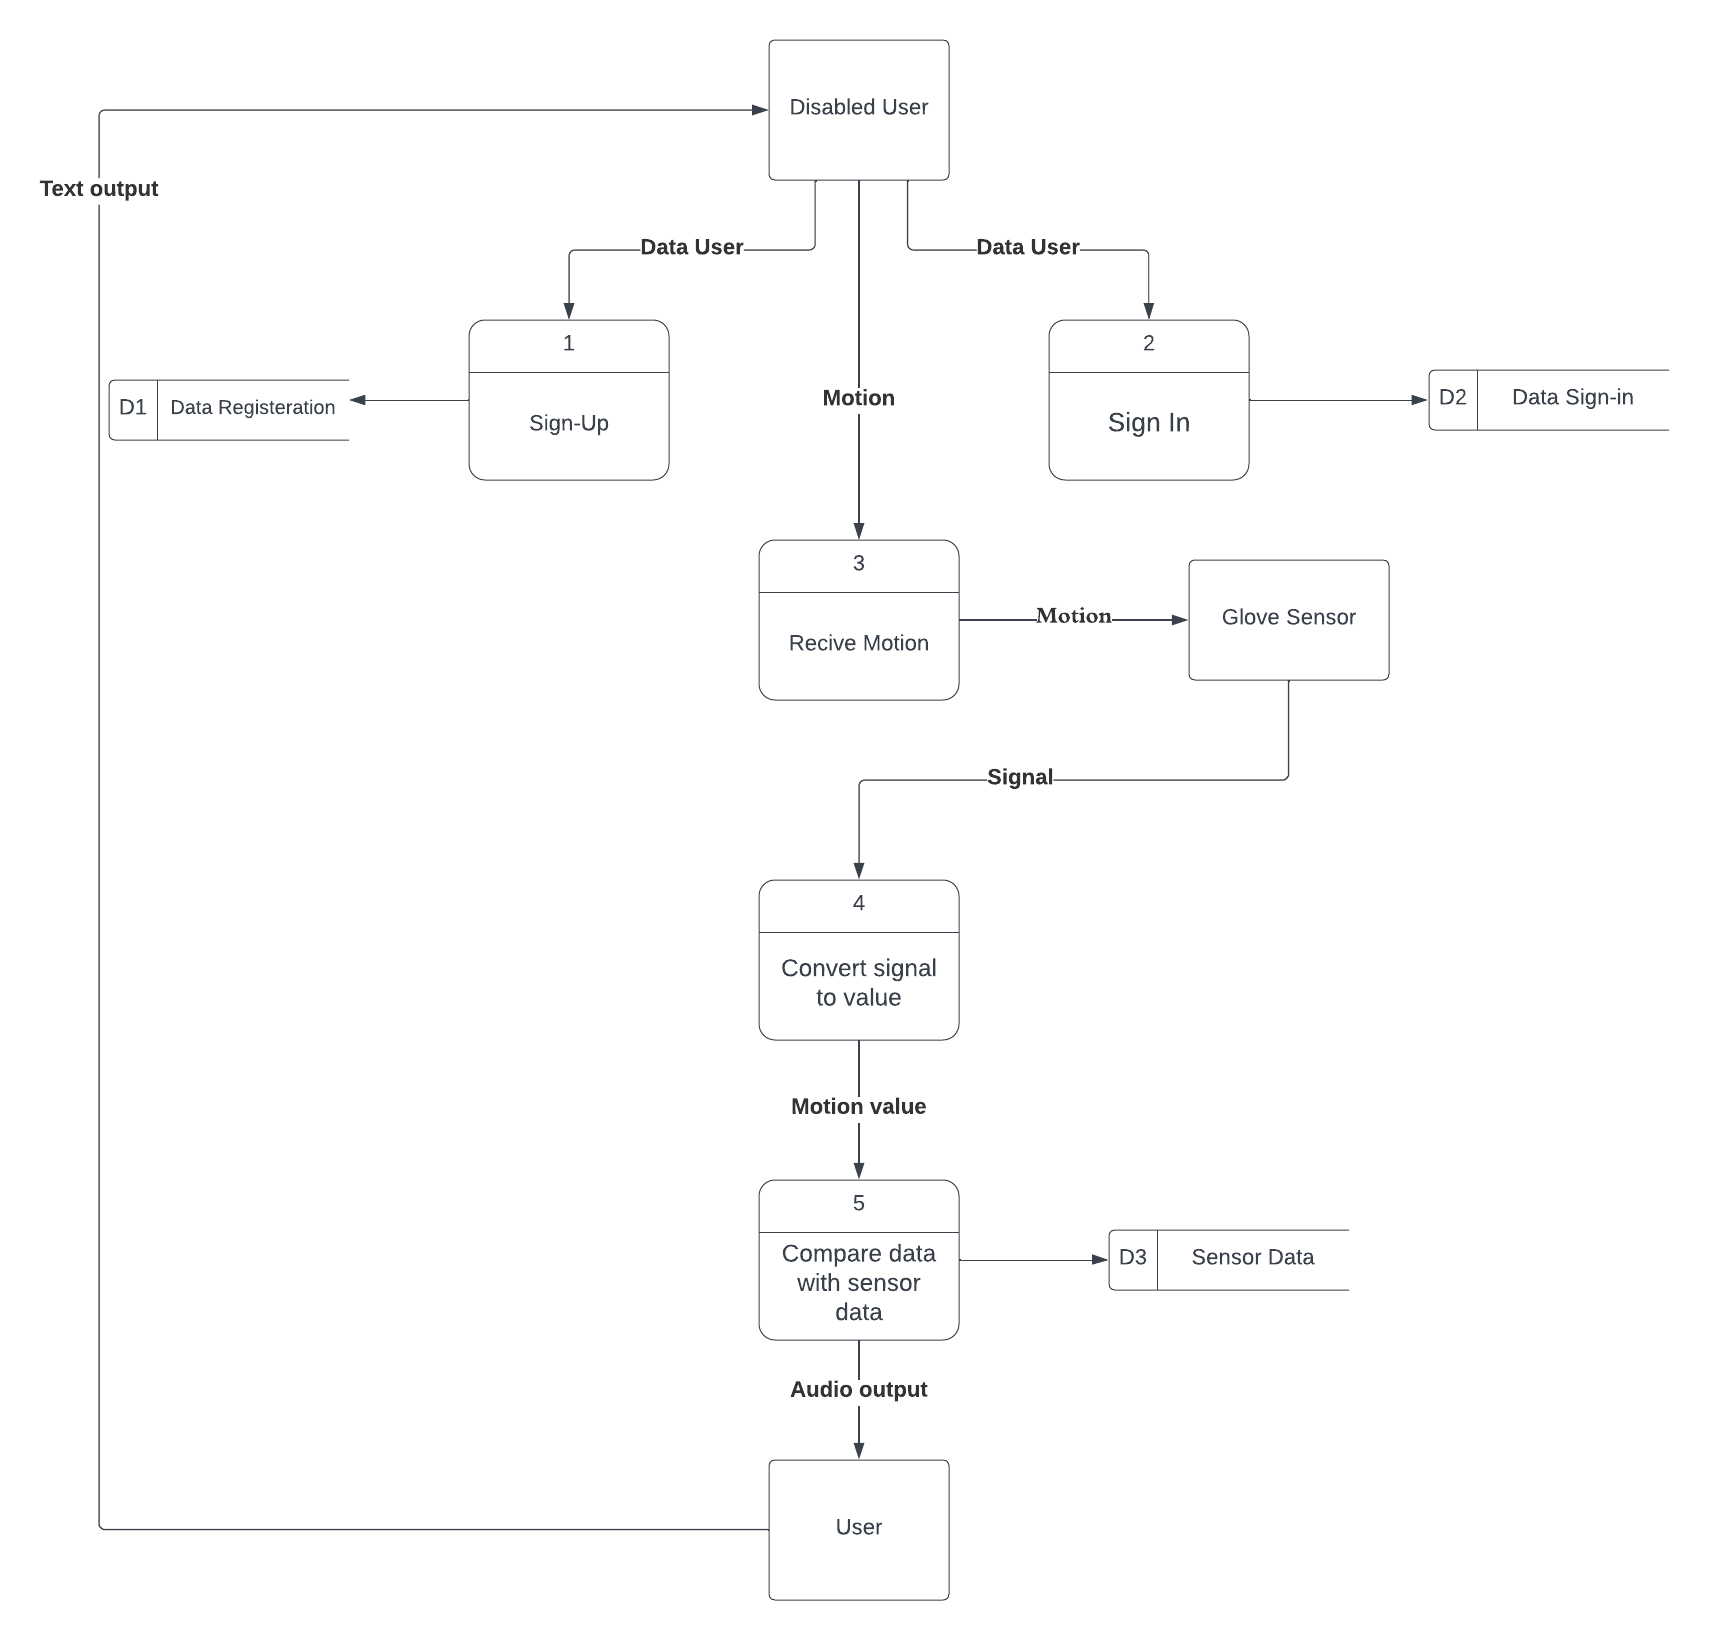 Disabled User
Text output
Data User
Data User
1
Sign-Up
2
Sign In
D1
Data Registeration
Motion
D2
Data Sign-in
3
Recive Motion
Motion
Glove Sensor
Signal
4
Convert signal
to value
Motion value
5
Compare data
with sensor
data
D3
Sensor Data
Audio output
User